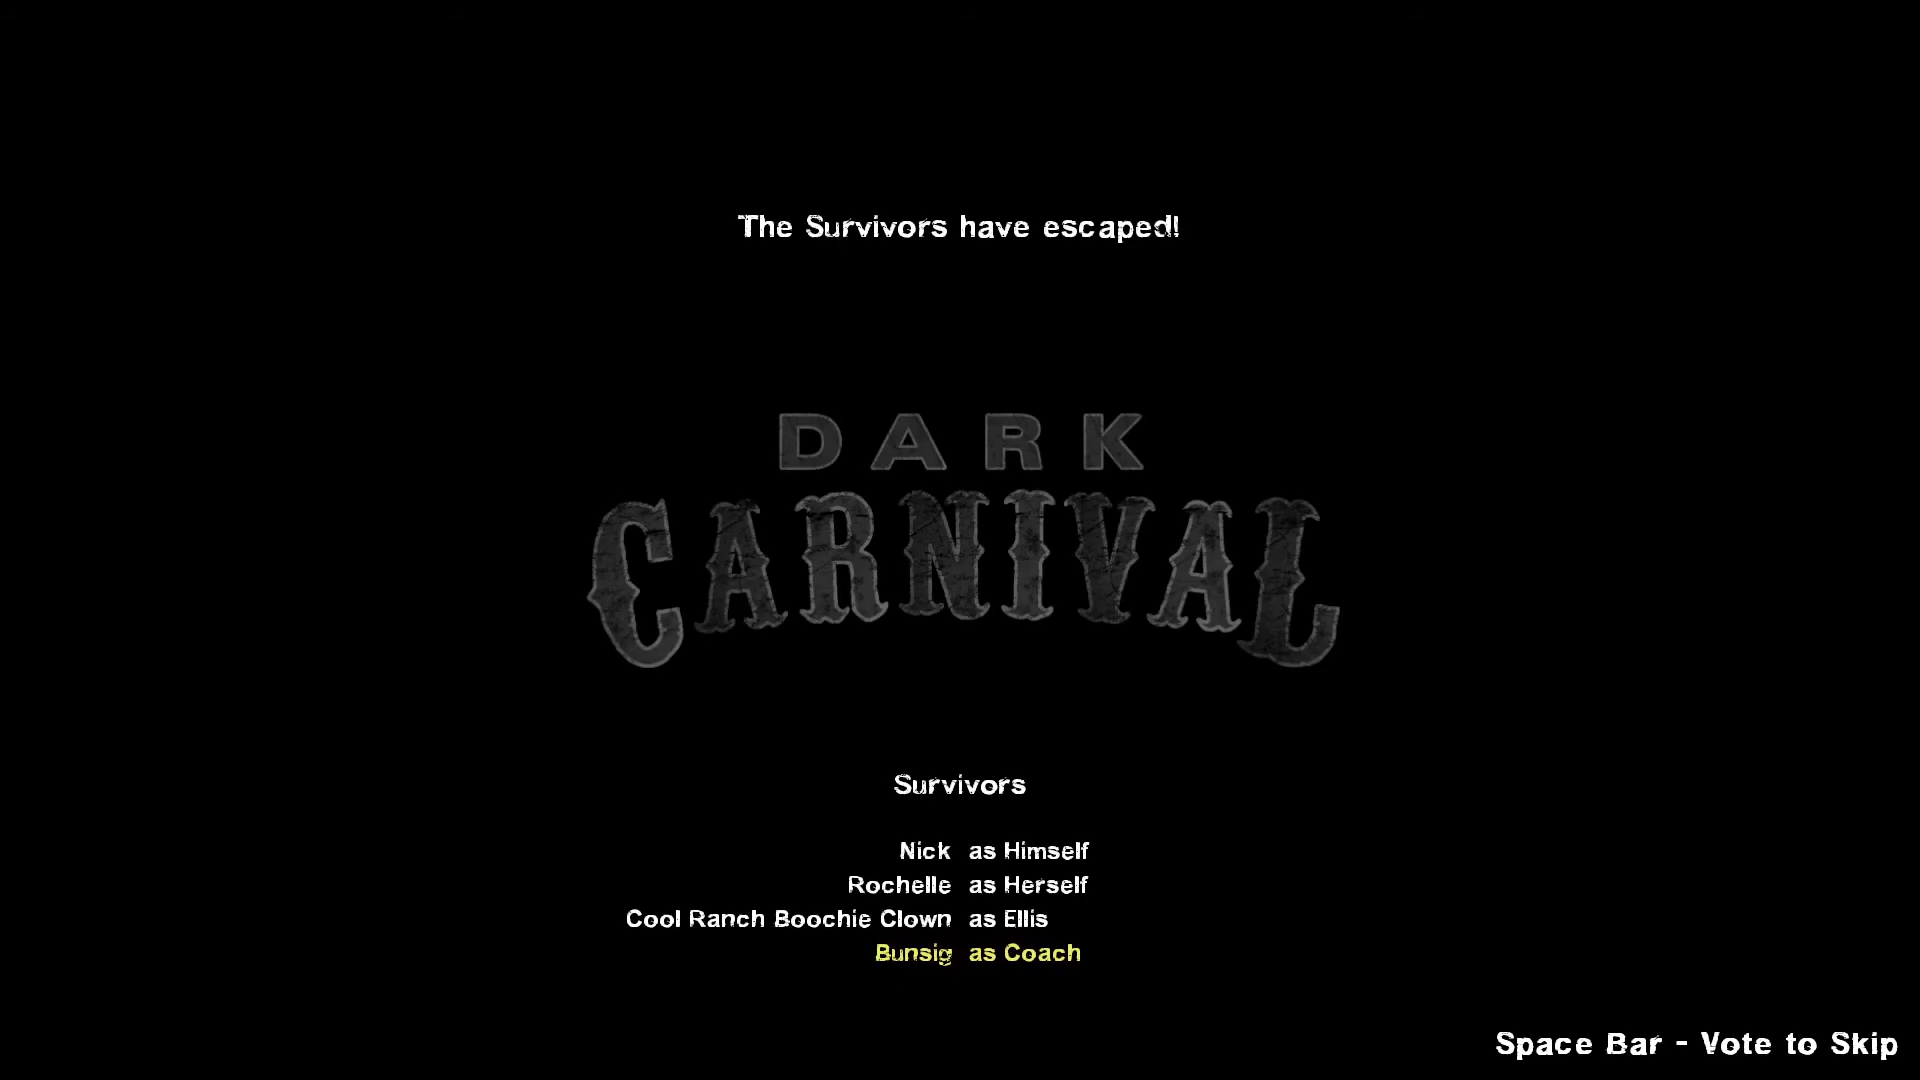 The Survivors have escaped!
DARK
CARNIVAL
Survivors
Nick as Himself
Rochelle as Herself
Cool Ranch Boochie Clown as Ellis
Bunsig as Coach
Space Bar - Vote to Skip